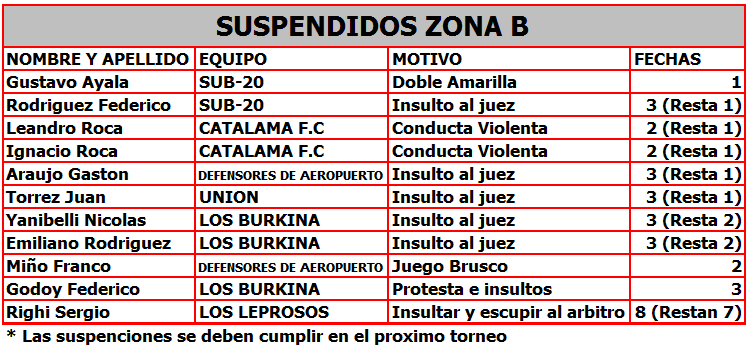 SUSPENDIDOS ZONA B
NOMBRE Y APELLIDO EQUIPO MOTIVO FECHAS
Gustavo Ayala SUB-20 Doble Amarilla 1
Rodriguez Federico SUB-20 Insulto al juez 3 (Resta 1)
Leandro Roca CATALAMA F.C Conducta Violenta 2 (Resta 1)
Ignacio Roca CATALAMA F.C Conducta Violenta 2 (Resta 1)
Araujo Gaston DEFENSORES DE AEROPUERTO Insulto al juez 3 (Resta 1)
Torrez Juan UNION Insulto al juez 3 (Resta 1)
Yanibelli Nicolas LOS BURKINA Insulto al juez 3 (Resta 2)
Emiliano Rodriguez LOS BURKINA Insulto al juez 3 (Resta 2)
Miño Franco DEFENSORES DE AEROPUERTO Juego Brusco 2
Godoy Federico LOS BURKINA Protesta e insultos 3
Righi Sergio LOS LEPROSOS Insultar y escupir al arbitro 8 (Restan 7)
* Las suspenciones se deben cumplir en el proximo torneo